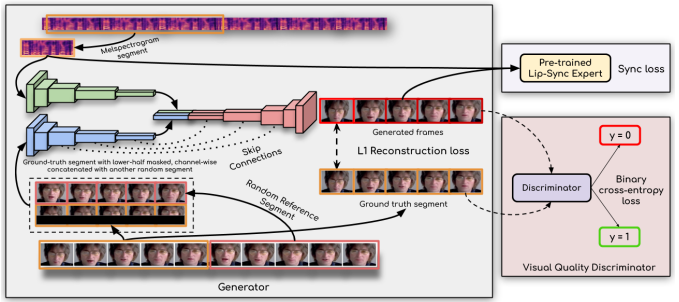 Melspectrogram
segment
Pre-trained
Lip-Sync Expert
Sync loss
Generated frames
Skip
Connections
L1 Reconstruction loss
Ground-truth segment with lower-half masked, channel-wise
concatenated with another random segment
Random Reference
Segment
Ground truth segment
y = 0
Discriminator
Binary
cross-entropy
loss
y = 1
Generator
Visual Quality Discriminator